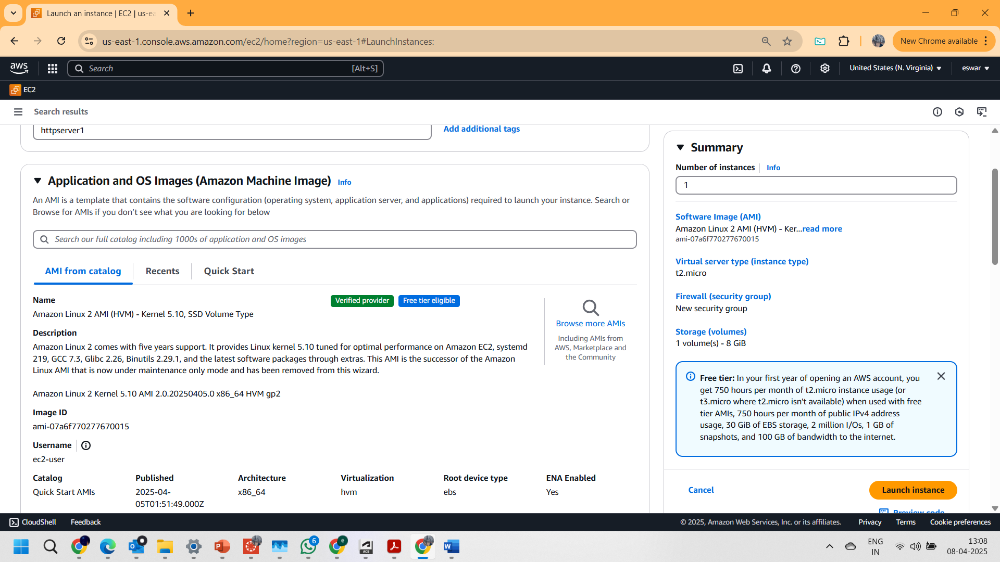 Launch an instance | EC2 | us-ea
us-east-1.console.aws.amazon.com/ec2/home?region=us-east-1#LaunchInstances:
New Chrome available
aws
Search
[Alt+S]
United States (N. Virginia)
eswar
EC2
Search results
httpserver1
Add additional tags
Application and OS Images (Amazon Machine Image) Info
An AMI is a template that contains the software configuration (operating system, application server, and applications) required to launch your instance. Search or
Browse for AMIs if you don’t see what you are looking for below
Search our full catalog including 1000s of application and OS images
AMI from catalog
Recents
Quick Start
Name
Verified provider
Free tier eligible
Amazon Linux 2 AMI (HVM) - Kernel 5.10, SSD Volume Type
Description
Amazon Linux 2 comes with five years support. It provides Linux kernel 5.10 tuned for optimal performance on Amazon EC2, systemd
219, GCC 7.3, Glibc 2.26, Binutils 2.29.1, and the latest software packages through extras. This AMI is the successor of the Amazon
Linux AMI that is now under maintenance only mode and has been removed from this wizard.
Amazon Linux 2 Kernel 5.10 AMI 2.0.20250405.0 x86_64 HVM gp2
Image ID
ami-07a6f770277670015
Username
ec2-user
Catalog
Published
Architecture
Virtualization
Root device type
ENA Enabled
Quick Start AMIs
2025-04-
05T01:51:49.000Z
x86_64
hvm
ebs
Yes
Browse more AMIs
Including AMIs from
AWS, Marketplace and
the Community
Summary
Number of instances
Info
1
Software Image (AMI)
Amazon Linux 2 AMI (HVM) - Ker...read more
ami-07a6f770277670015
Virtual server type (instance type)
t2.micro
Firewall (security group)
New security group
Storage (volumes)
1 volume(s) - 8 GiB
Free tier: In your first year of opening an AWS account, you
get 750 hours per month of t2.micro instance usage (or
t3.micro where t2.micro isn't available) when used with free
tier AMIs, 750 hours per month of public IPv4 address
usage, 30 GiB of EBS storage, 2 million I/Os, 1 GB of
snapshots, and 100 GB of bandwidth to the internet.
Cancel
Launch instance
Preview code
CloudShell
Feedback
© 2025, Amazon Web Services, Inc. or its affiliates.
Privacy
Terms
Cookie preferences
6
e
ACS
ENG
IN
13:08
08-04-2025